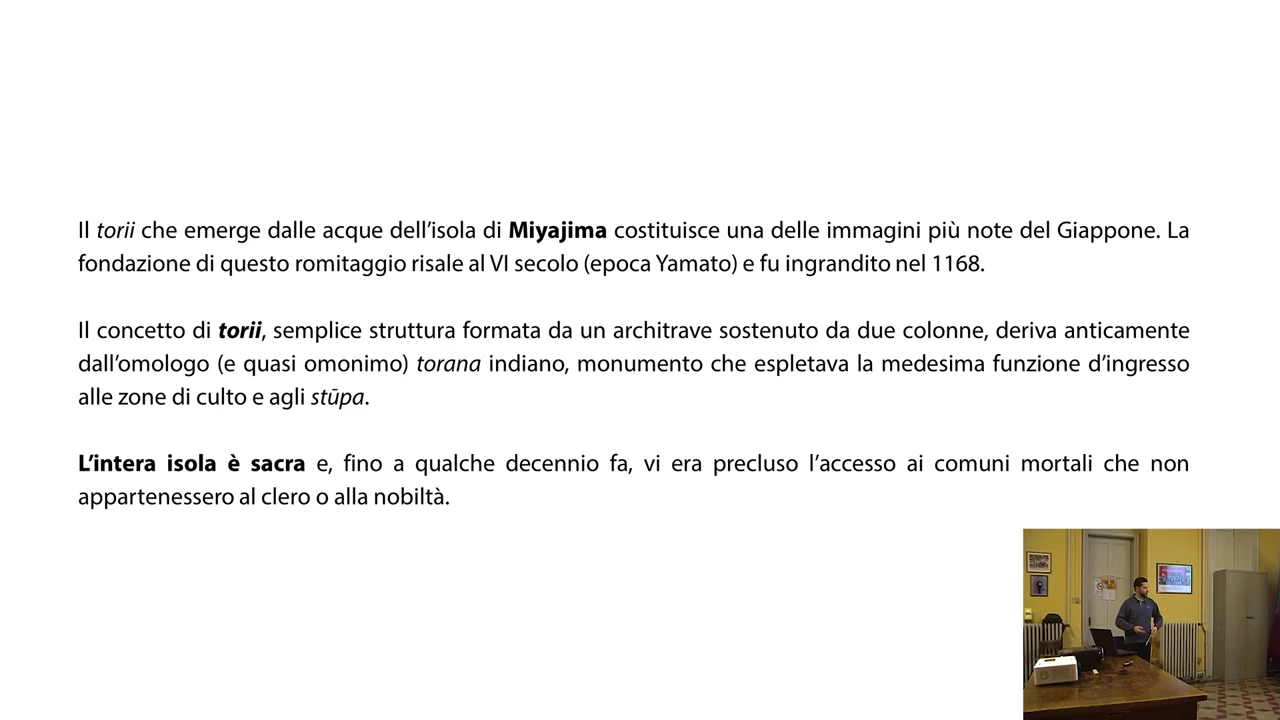 Il torii che emerge dalle acque dell’isola di Miyajima costituisce una delle immagini più note del Giappone. La
fondazione di questo romitaggio risale al VI secolo (epoca Yamato) e fu ingrandito nel 1168.
Il concetto di torii, semplice struttura formata da un architrave sostenuto da due colonne, deriva anticamente
dall’omologo (e quasi omonimo) torana indiano, monumento che espletava la medesima funzione d’ingresso
alle zone di culto e agli stūpa.
L’intera isola è sacra e, fino a qualche decennio fa, vi era precluso l’accesso ai comuni mortali che non
appartenessero al clero o alla nobiltà.